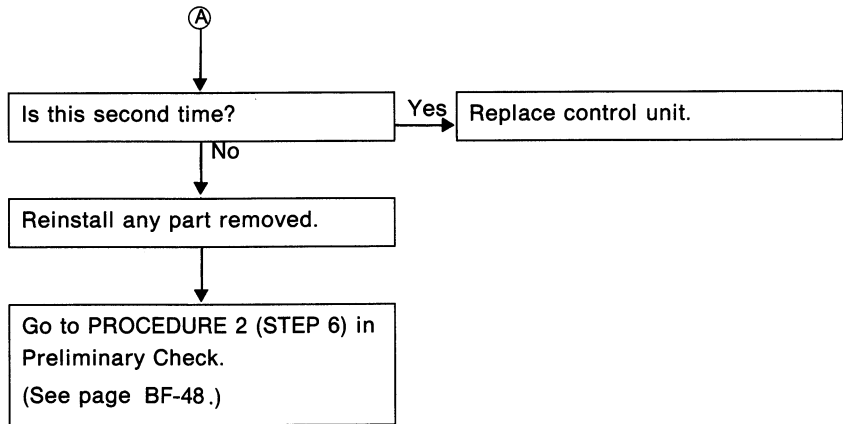 A
Is this second time?
Yes
Replace control unit.
No
Reinstall any part removed.
Go to PROCEDURE 2 (STEP 6) in
Preliminary Check.
(See page BF-48.)